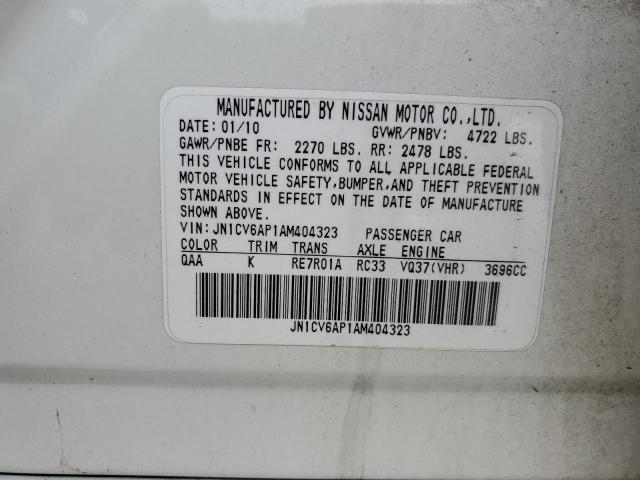 MANUFACTURED BY NISSAN MOTOR CO.,LTD.
DATE: 01/10 GVWR/PNBV: 4722 LBS.
GAWR/PNBE FR: 2270 LBS. RR: 2478 LBS.
THIS VEHICLE CONFORMS TO ALL APPLICABLE FEDERAL
MOTOR VEHICLE SAFETY,BUMPER,AND THEFT PREVENTION
STANDARDS IN EFFECT ON THE DATE OF MANUFACTURE
SHOWN ABOVE.
VIN: JN1CV6AP1AM404323 PASSENGER CAR
COLOR TRIM TRANS AXLE ENGINE
QAA K RE7R01A RC33 VQ37(VHR) 3696CC
JN1CV6AP1AM404323